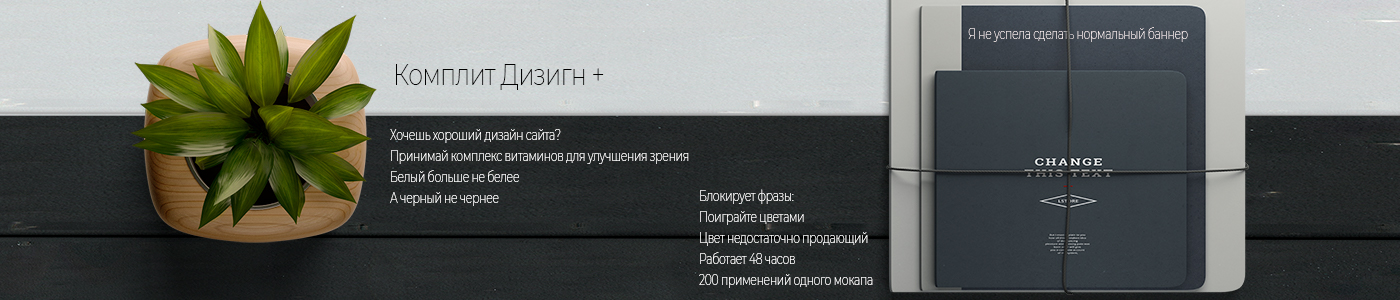 Комплит Дизигн +
Хочешь хороший дизайн сайта?
Принимай комплекс витаминов для улучшения зрения
Белый больше не белее
А черный не чернее
Блокирует фразы:
Поиграйте цветами
Цвет недостаточно продающий
Работает 48 часов
200 применений одного мокапа
Я не успела сделать нормальный баннер
CHANGE
THIS TEXT